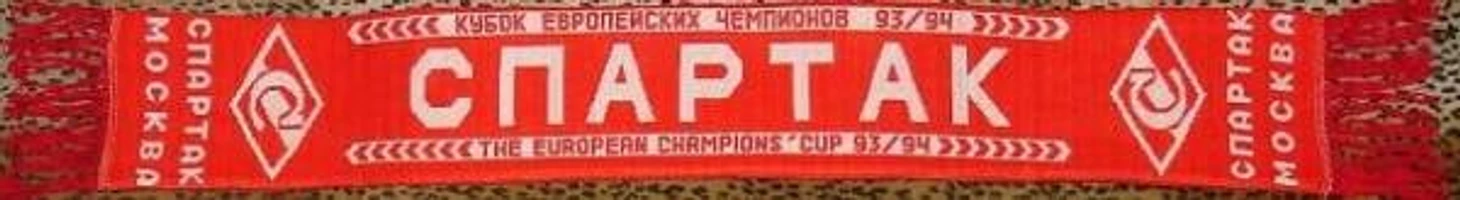 СПАРТАК
МОСКВА
КУБОК ЕВРОПЕЙСКИХ ЧЕМПИОНОВ 93/94
СПАРТАК
THE EUROPEAN CHAMPIONS'CUP 93/94
СПАРТАК
МОСКВА